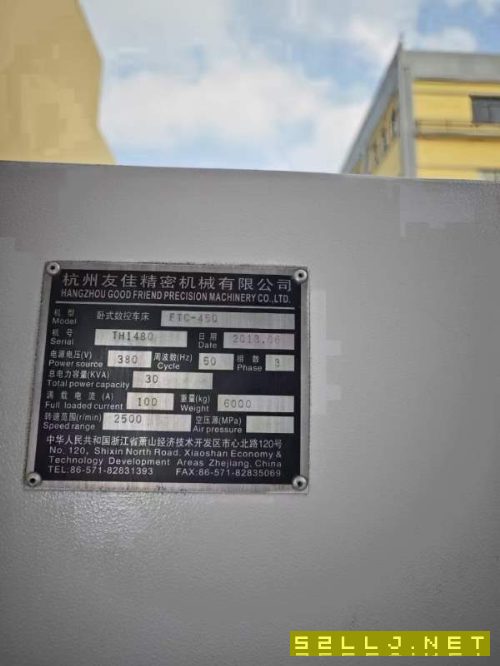 杭州友佳精密机械有限公司
HANGZHOU GOOD FRIEND PRECISION MACHINERY CO.,LTD.
机型 Model 卧式数控车床 FTC-450
机号 Serial TH1480 日期 Date 2013.06
电源电压(V) Power source 380 周波数(Hz) Cycle 50 相数 Phase 3
总电力容量(KVA) Total power capacity 30
满载电流(A) Full loaded current 100 重量(kg) Weight 6000
转速范围(r/min) Speed range 2500 空压源(MPa) Air pressure
中华人民共和国浙江省萧山经济技术开发区市心北路120号
No. 120, Shixin North Road, Xiaoshan Economy &
Technology Development Areas Zhejiang, China
TEL:86-571-82831393 FAX:86-571-82835069
52LLJ.NET